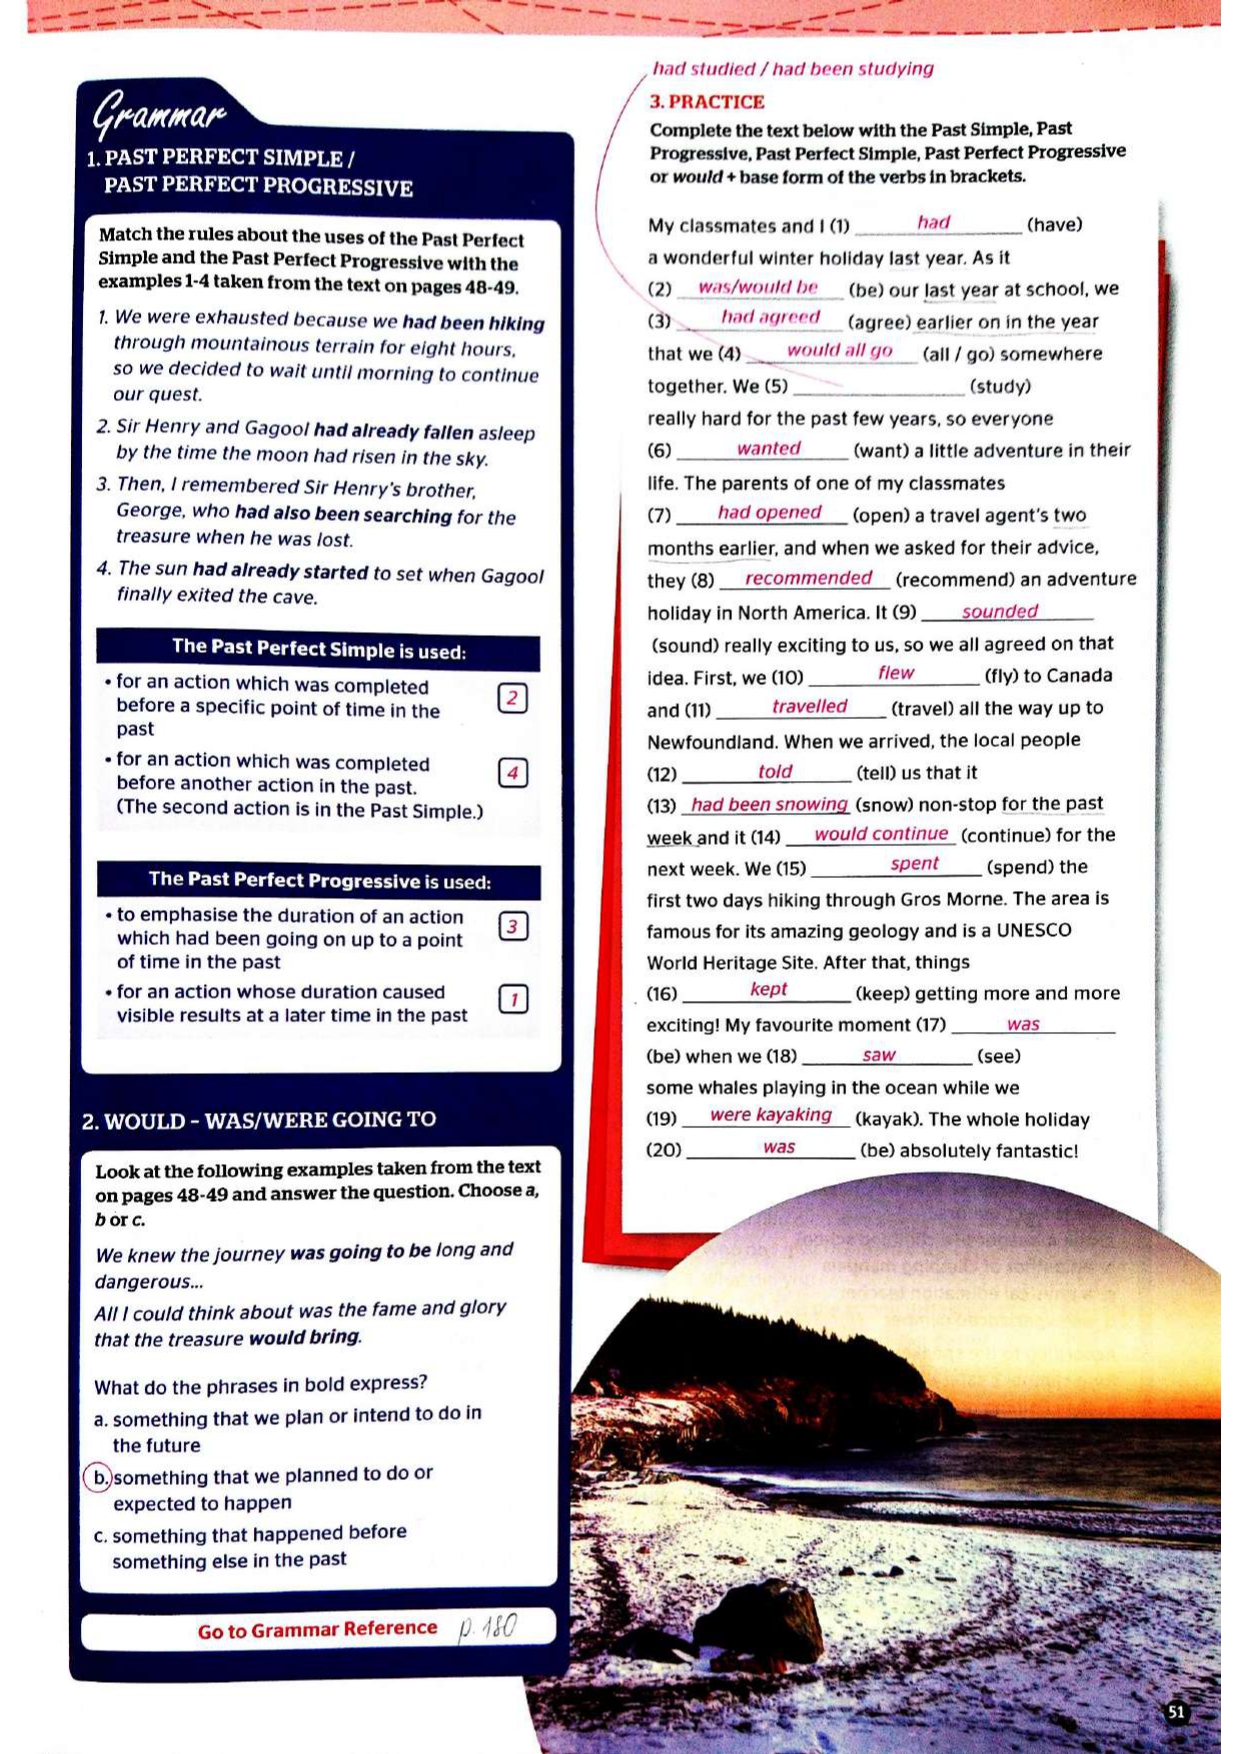 Grammar
1. PAST PERFECT SIMPLE /
PAST PERFECT PROGRESSIVE
Match the rules about the uses of the Past Perfect
Simple and the Past Perfect Progressive with the
examples 1-4 taken from the text on pages 48-49.
1. We were exhausted because we had been hiking
through mountainous terrain for eight hours,
so we decided to wait until morning to continue
our quest.
2. Sir Henry and Gagool had already fallen asleep
by the time the moon had risen in the sky.
3. Then, I remembered Sir Henry's brother,
George, who had also been searching for the
treasure when he was lost.
4. The sun had already started to set when Gagool
finally exited the cave.
The Past Perfect Simple is used:
• for an action which was completed
before a specific point of time in the
past
2
• for an action which was completed
before another action in the past.
(The second action is in the Past Simple.)
4
The Past Perfect Progressive is used:
• to emphasise the duration of an action
which had been going on up to a point
of time in the past
3
• for an action whose duration caused
visible results at a later time in the past
1
2. WOULD - WAS/WERE GOING TO
Look at the following examples taken from the text
on pages 48-49 and answer the question. Choose a,
b or c.
We knew the journey was going to be long and
dangerous...
All I could think about was the fame and glory
that the treasure would bring.
What do the phrases in bold express?
a. something that we plan or intend to do in
the future
b. something that we planned to do or
expected to happen
c. something that happened before
something else in the past
Go to Grammar Reference p. 180
had studied / had been studying
3. PRACTICE
Complete the text below with the Past Simple, Past
Progressive, Past Perfect Simple, Past Perfect Progressive
or would + base form of the verbs in brackets.
My classmates and I (1) had (have)
a wonderful winter holiday last year. As it
(2) was/would be (be) our last year at school, we
(3) had agreed (agree) earlier on in the year
that we (4) would all go (all / go) somewhere
together. We (5) ______ (study)
really hard for the past few years, so everyone
(6) wanted (want) a little adventure in their
life. The parents of one of my classmates
(7) had opened (open) a travel agent's two
months earlier, and when we asked for their advice,
they (8) recommended (recommend) an adventure
holiday in North America. It (9) sounded
(sound) really exciting to us, so we all agreed on that
idea. First, we (10) flew (fly) to Canada
and (11) travelled (travel) all the way up to
Newfoundland. When we arrived, the local people
(12) told (tell) us that it
(13) had been snowing (snow) non-stop for the past
week and it (14) would continue (continue) for the
next week. We (15) spent (spend) the
first two days hiking through Gros Morne. The area is
famous for its amazing geology and is a UNESCO
World Heritage Site. After that, things
(16) kept (keep) getting more and more
exciting! My favourite moment (17) was
(be) when we (18) saw (see)
some whales playing in the ocean while we
(19) were kayaking (kayak). The whole holiday
(20) was (be) absolutely fantastic!
51